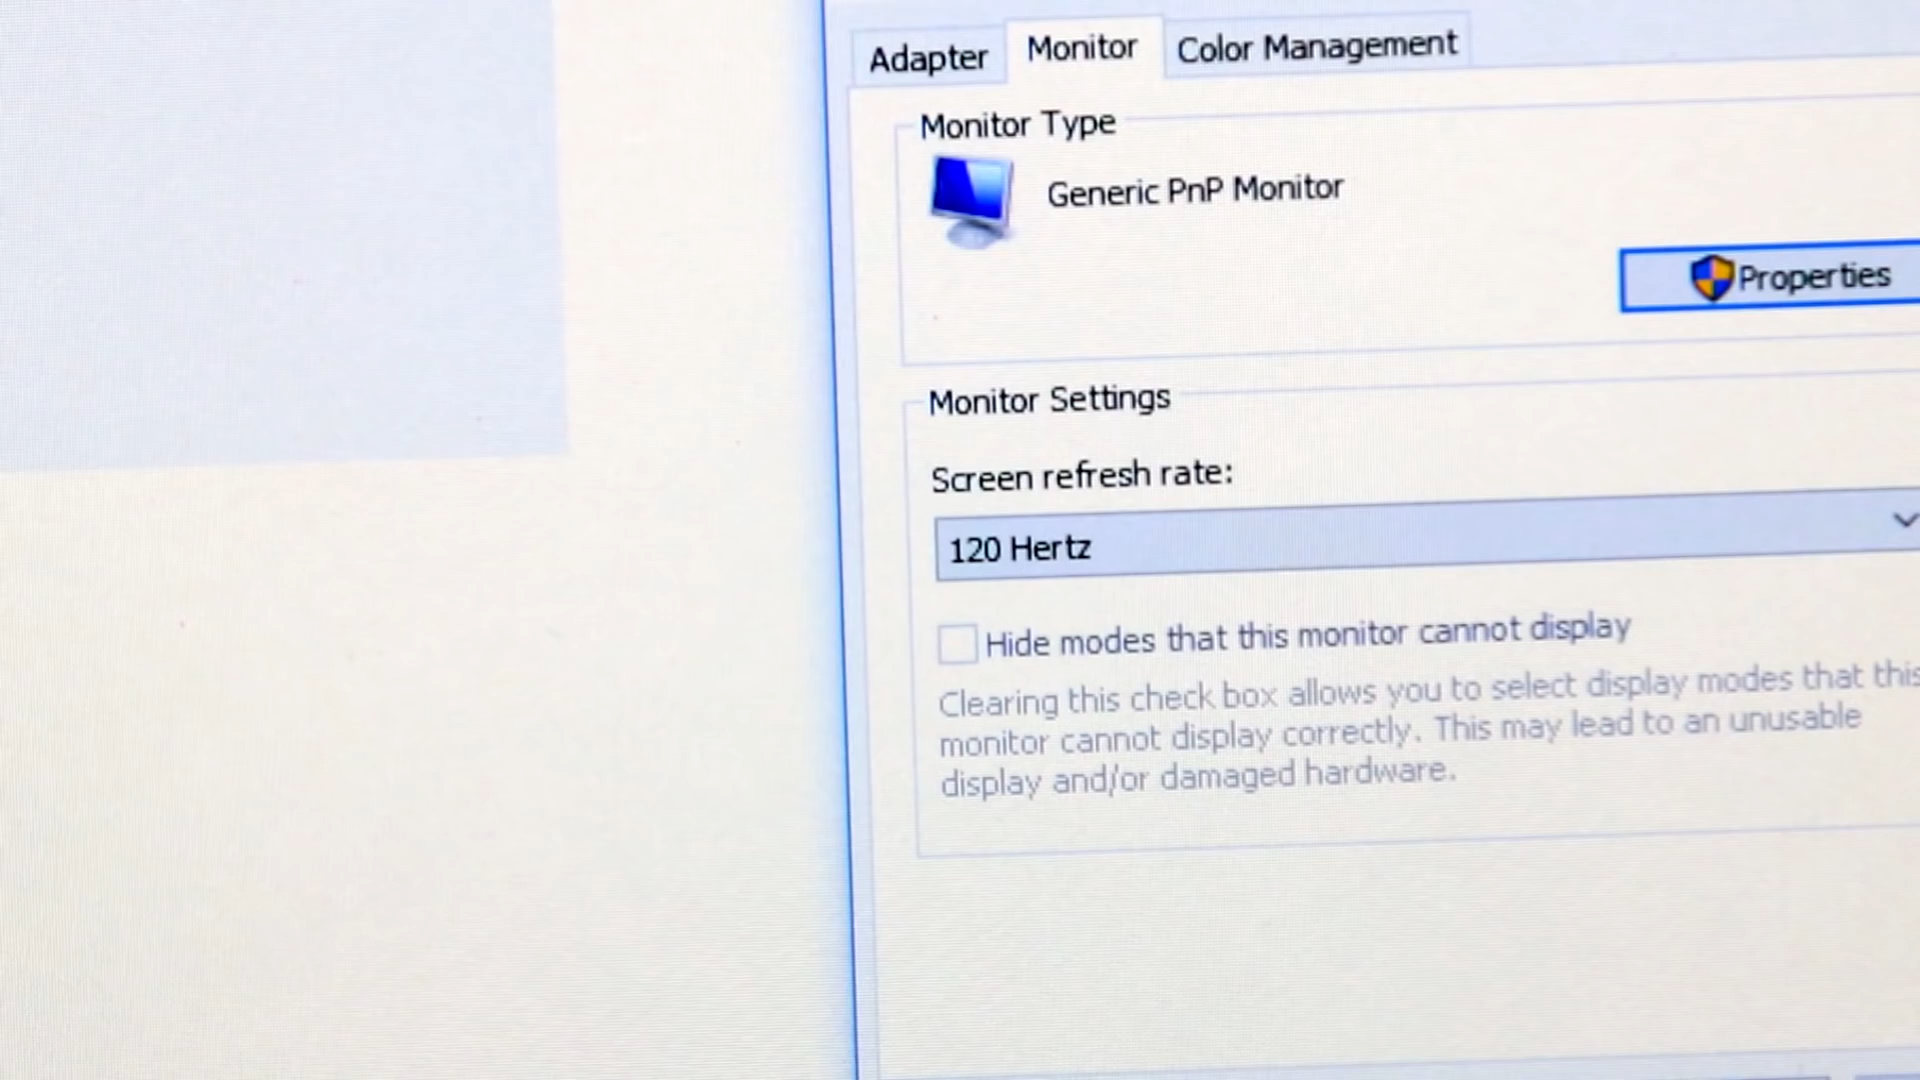 Adapter
Monitor
Color Management
Monitor Type
Generic PnP Monitor
Properties
Monitor Settings
Screen refresh rate:
120 Hertz
Hide modes that this monitor cannot display
Clearing this check box allows you to select display modes that this
monitor cannot display correctly. This may lead to an unusable
display and/or damaged hardware.